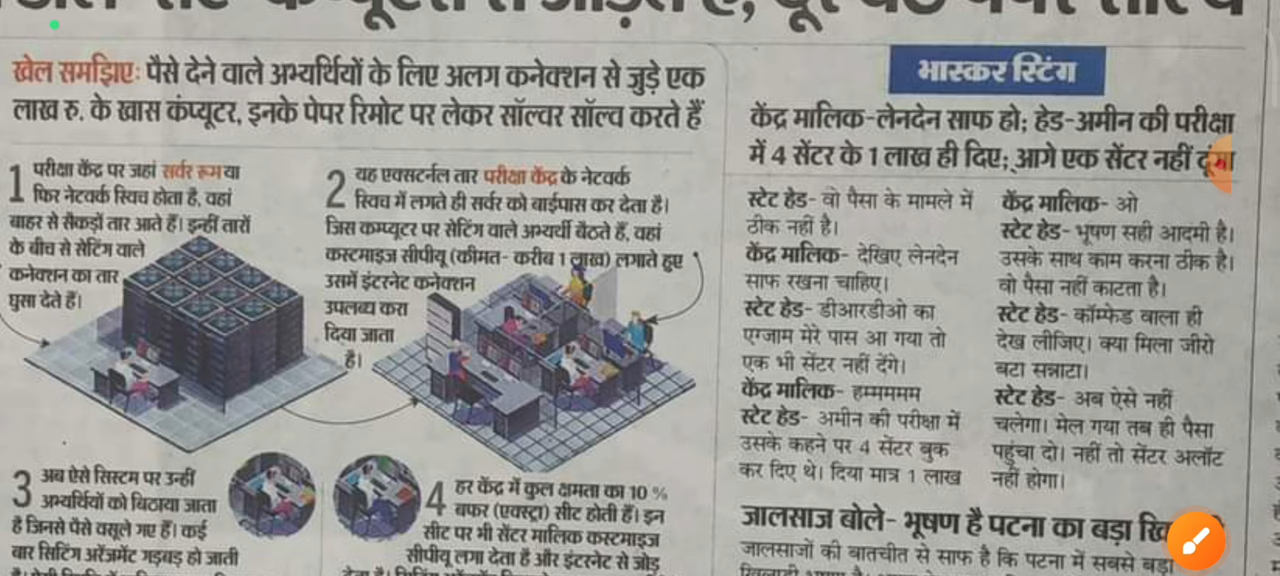 खेल समझिएः पैसे देने वाले अभ्यर्थियों के लिए अलग कनेक्शन से जुड़े एक
लाख रु. के खास कंप्यूटर, इनके पेपर रिमोट पर लेकर सॉल्वर सॉल्व करते हैं
1 परीक्षा केंद्र पर जहां सर्वर रूम या
फिर नेटवर्क स्विच होता है, वहां
बाहर से सैकड़ों तार आते हैं। इन्हीं तारों
के बीच से सेटिंग वाले
कनेक्शन का तार
घुसा देते हैं।
2 यह एक्सटर्नल तार परीक्षा केंद्र के नेटवर्क
स्विच में लगते ही सर्वर को बाईपास कर देता है।
जिस कम्प्यूटर पर सेटिंग वाले अभ्यर्थी बैठते हैं, वहां
कस्टमाइज सीपीयू (कीमत- करीब 1 लाख) लगाते हुए
उसमें इंटरनेट कनेक्शन
उपलब्ध करा
दिया जाता
है।
3 अब ऐसे सिस्टम पर उन्हीं
अभ्यर्थियों को बिठाया जाता
है जिनसे पैसे वसूले गए हैं। कई
बार सिटिंग अरेंजमेंट गड़बड़ हो जाती
4 हर केंद्र में कुल क्षमता का 10 %
बफर (एक्स्ट्रा) सीट होती हैं। इन
सीट पर भी सेंटर मालिक कस्टमाइज
सीपीयू लगा देता है और इंटरनेट से जोड़
भास्कर स्टिंग
केंद्र मालिक-लेनदेन साफ हो; हेड-अमीन की परीक्षा
में 4 सेंटर के 1 लाख ही दिए; आगे एक सेंटर नहीं दूंगा
स्टेट हेड- वो पैसा के मामले में
ठीक नहीं है।
केंद्र मालिक- देखिए लेनदेन
साफ रखना चाहिए।
स्टेट हेड- डीआरडीओ का
एग्जाम मेरे पास आ गया तो
एक भी सेंटर नहीं देंगे।
केंद्र मालिक- हम्मममम
स्टेट हेड- अमीन की परीक्षा में
उसके कहने पर 4 सेंटर बुक
कर दिए थे। दिया मात्र 1 लाख
केंद्र मालिक- ओ
स्टेट हेड- भूषण सही आदमी है।
उसके साथ काम करना ठीक है।
वो पैसा नहीं काटता है।
स्टेट हेड- कॉम्फेड वाला ही
देख लीजिए। क्या मिला जीरो
बटा सन्नाटा।
स्टेट हेड- अब ऐसे नहीं
चलेगा। मेल गया तब ही पैसा
पहुंचा दो। नहीं तो सेंटर अलॉट
नहीं होगा।
जालसाज बोले- भूषण है पटना का बड़ा
जालसाजों की बातचीत से साफ है कि पटना में सबसे बड़ा